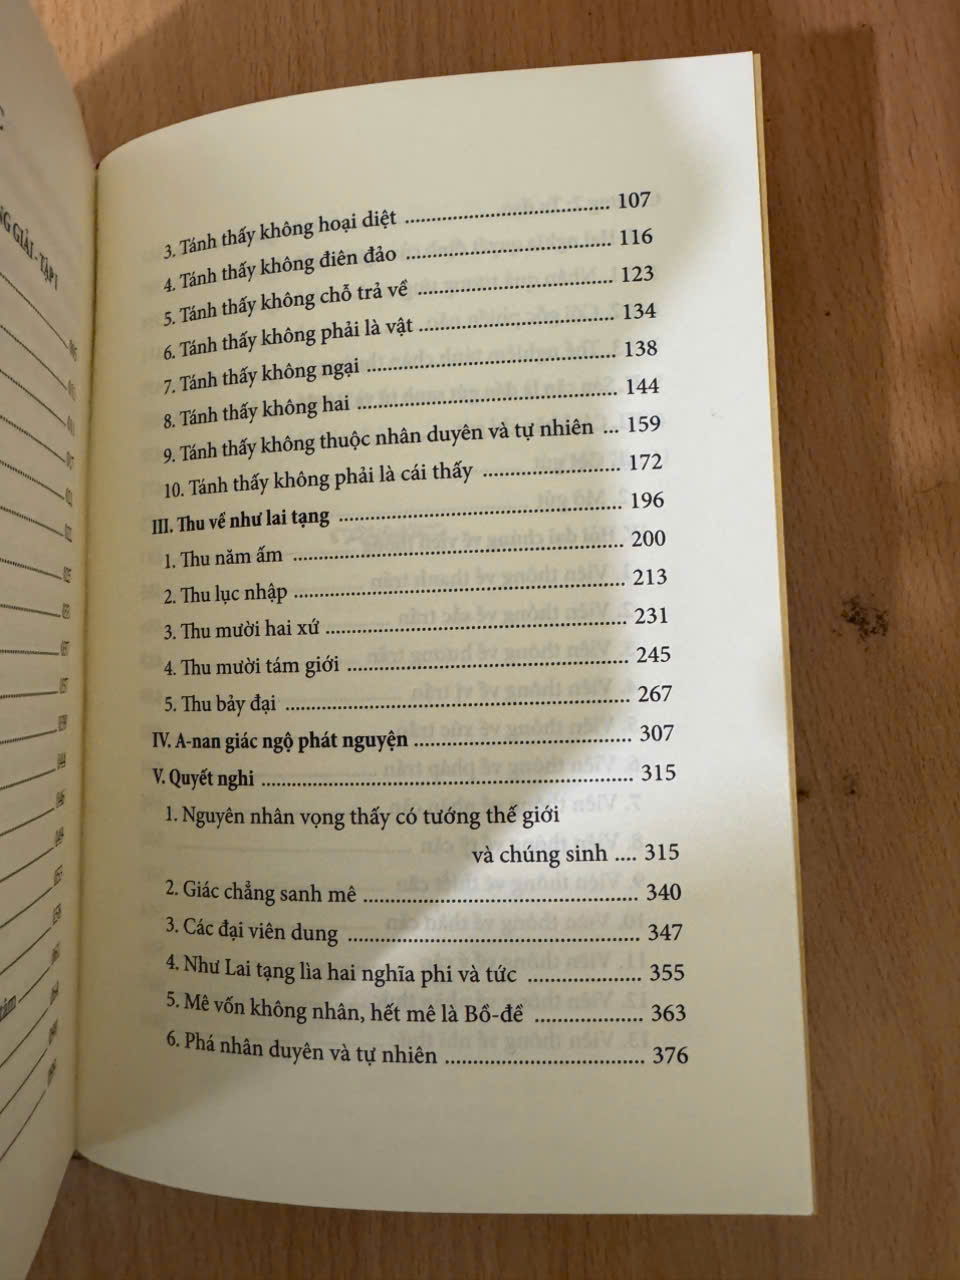 NG GIẢI - TẬP I
3. Tánh thấy không hoại diệt ........ 107
4. Tánh thấy không điên đảo ........ 116
5. Tánh thấy không chỗ trả về ........ 123
6. Tánh thấy không phải là vật ........ 134
7. Tánh thấy không ngại ........ 138
8. Tánh thấy không hai ........ 144
9. Tánh thấy không thuộc nhân duyên và tự nhiên ... 159
10. Tánh thấy không phải là cái thấy ........ 172
III. Thu về như lai tạng ........ 196
1. Thu năm ấm ........ 200
2. Thu lục nhập ........ 213
3. Thu mười hai xứ ........ 231
4. Thu mười tám giới ........ 245
5. Thu bảy đại ........ 267
IV. A-nan giác ngộ phát nguyện ........ 307
V. Quyết nghi ........ 315
1. Nguyên nhân vọng thấy có tướng thế giới
và chúng sinh .... 315
2. Giác chẳng sanh mê ........ 340
3. Các đại viên dung ........ 347
4. Như Lai tạng lìa hai nghĩa phi và tức ........ 355
5. Mê vốn không nhân, hết mê là Bồ-đề ........ 363
6. Phá nhân duyên và tự nhiên ........ 376